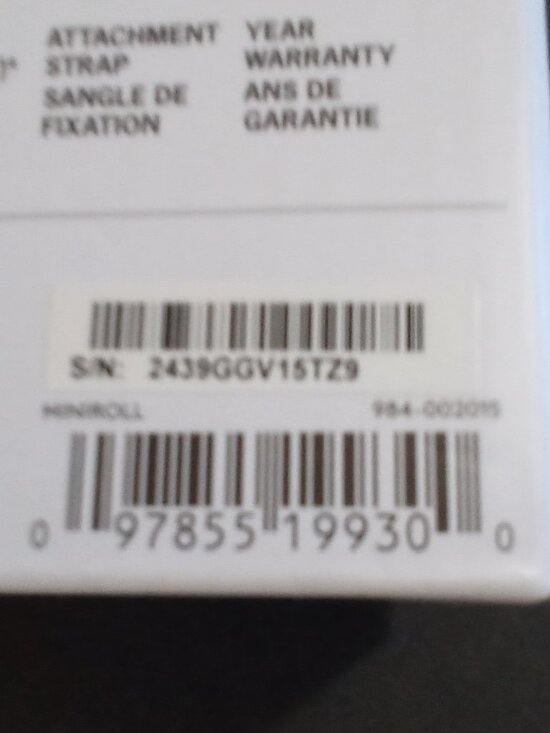 ATTACHMENT
STRAP
SANGLE DE
FIXATION
YEAR
WARRANTY
ANS DE
GARANTIE
S/N: 2439GGV15TZ9
MINIROLL 984-002015
0 97855 19930 0